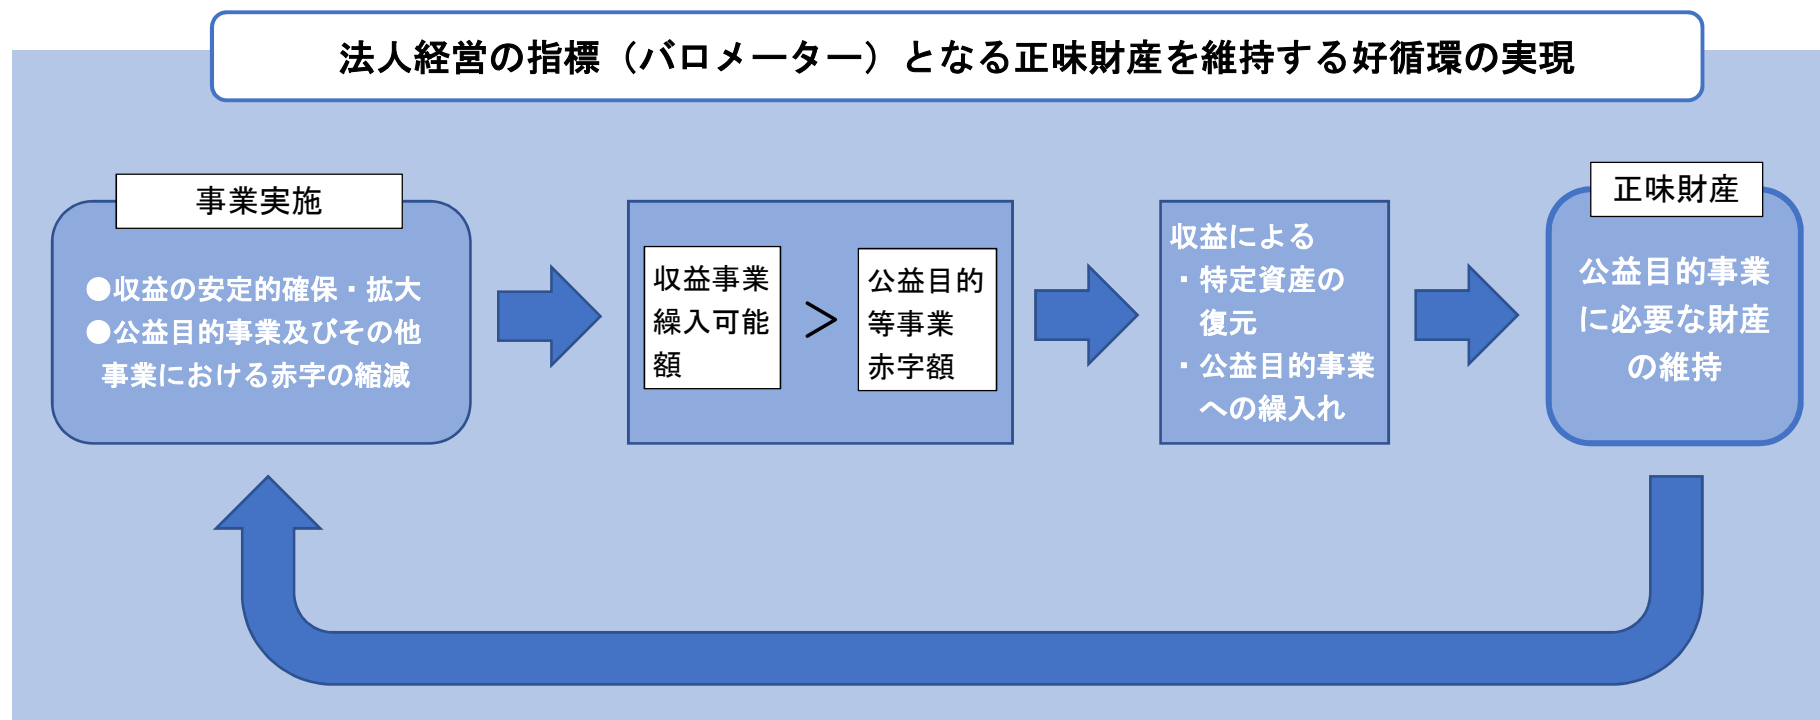 法人経営の指標（バロメーター）となる正味財産を維持する好循環の実現
事業実施
●収益の安定的確保・拡大
●公益目的事業及びその他
事業における赤字の縮減
収益事業
繰入可能
額
＞
公益目的
等事業
赤字額
収益による
・特定資産の
復元
・公益目的事業
への繰入れ
正味財産
公益目的事業
に必要な財産
の維持